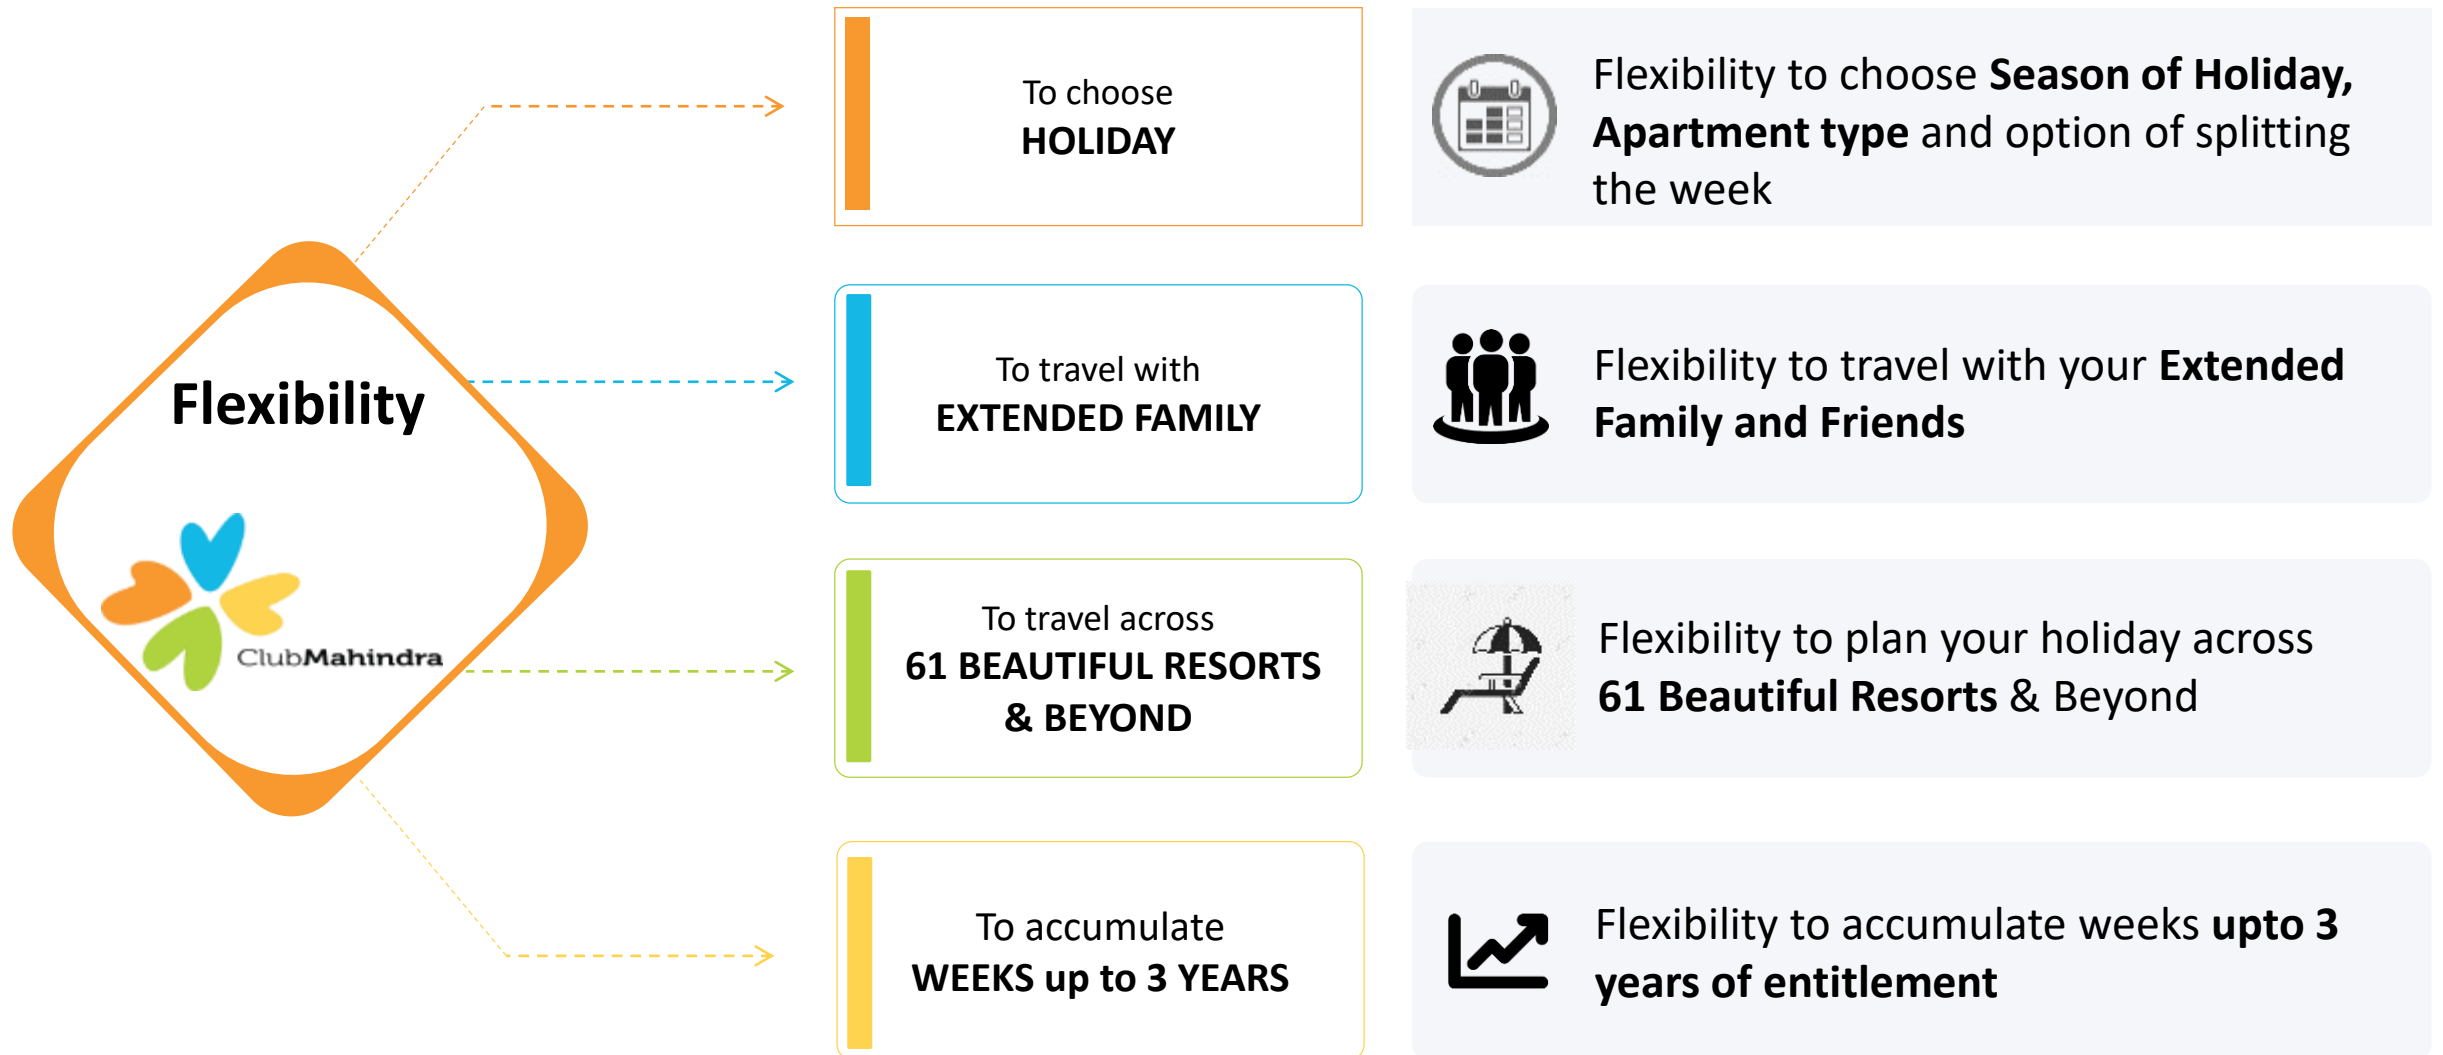 Flexibility
ClubMahindra
To choose
HOLIDAY
Flexibility to choose Season of Holiday,
Apartment type and option of splitting
the week
To travel with
EXTENDED FAMILY
Flexibility to travel with your Extended
Family and Friends
To travel across
61 BEAUTIFUL RESORTS
& BEYOND
Flexibility to plan your holiday across
61 Beautiful Resorts & Beyond
To accumulate
WEEKS up to 3 YEARS
Flexibility to accumulate weeks upto 3
years of entitlement